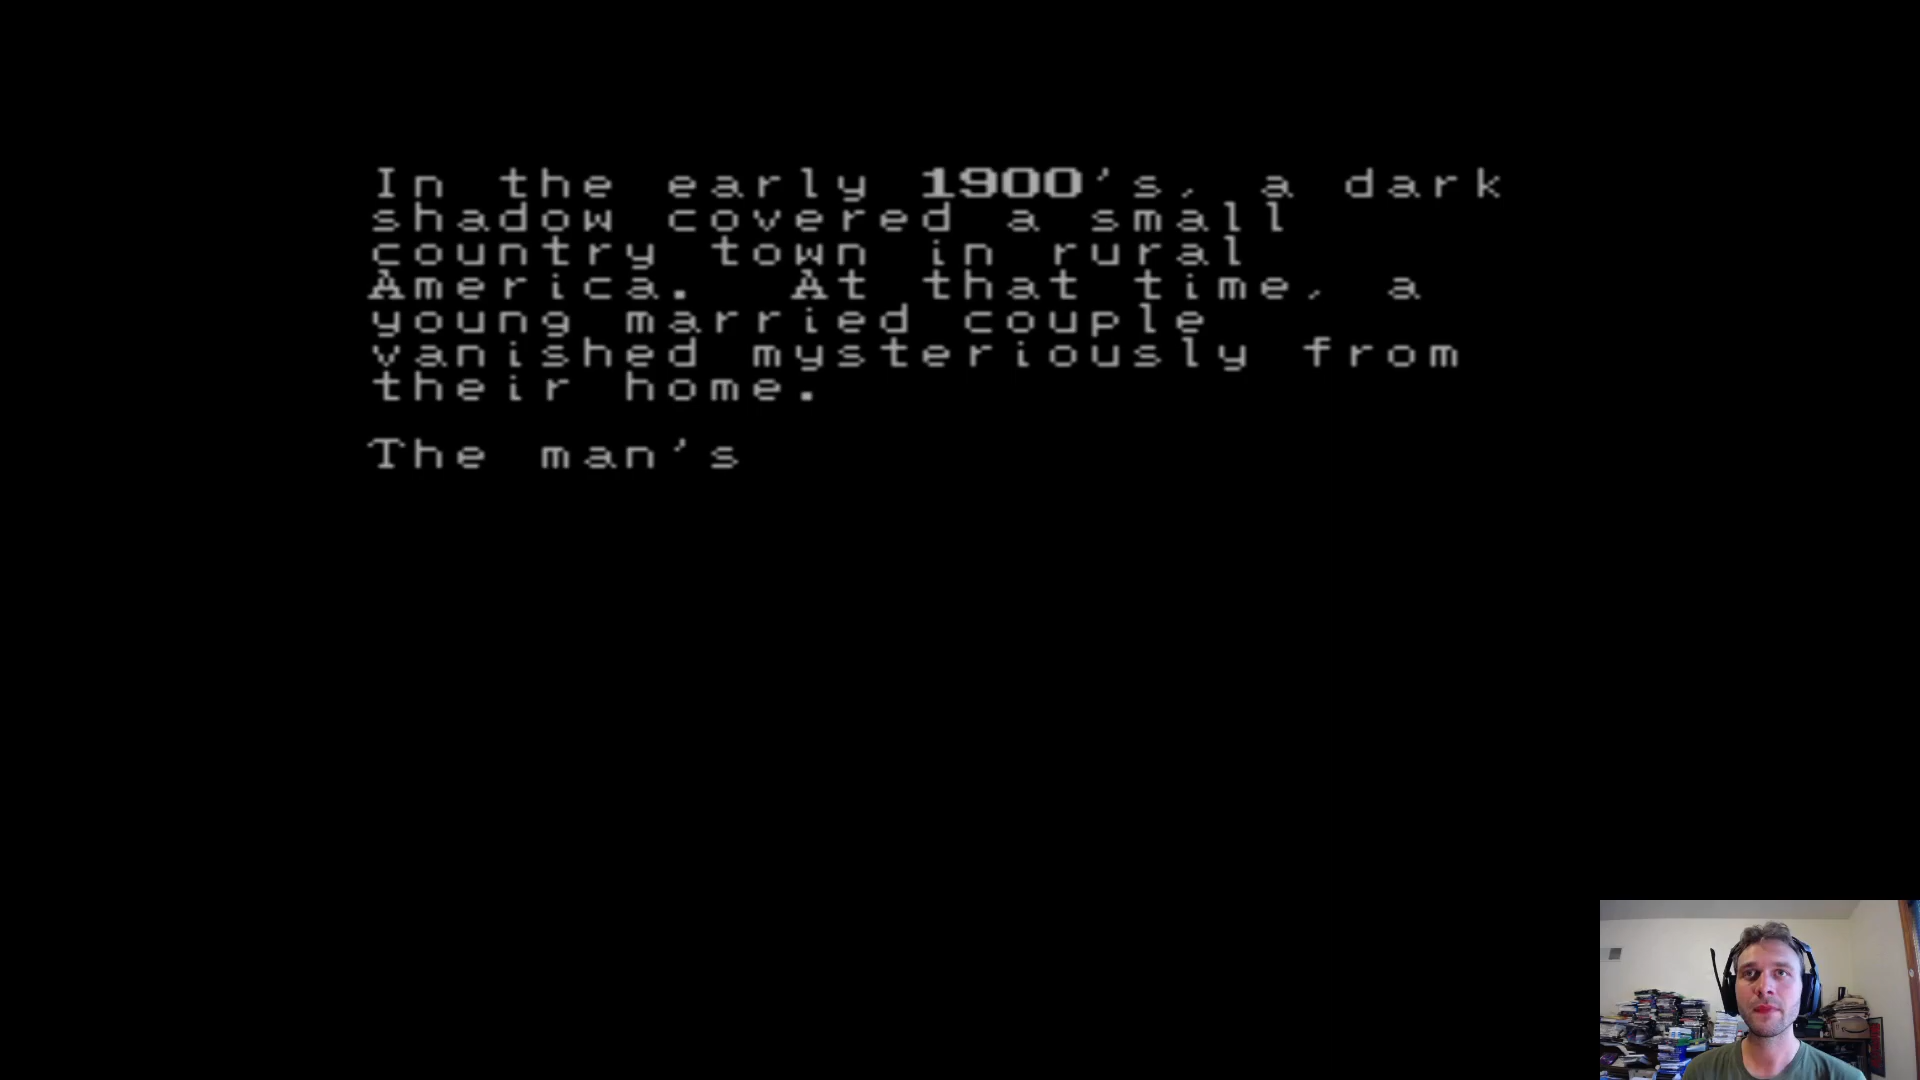 In the early 1900's, a dark
shadow covered a small
country town in rural
America.  At that time, a
young married couple
vanished mysteriously from
their home.
The man's